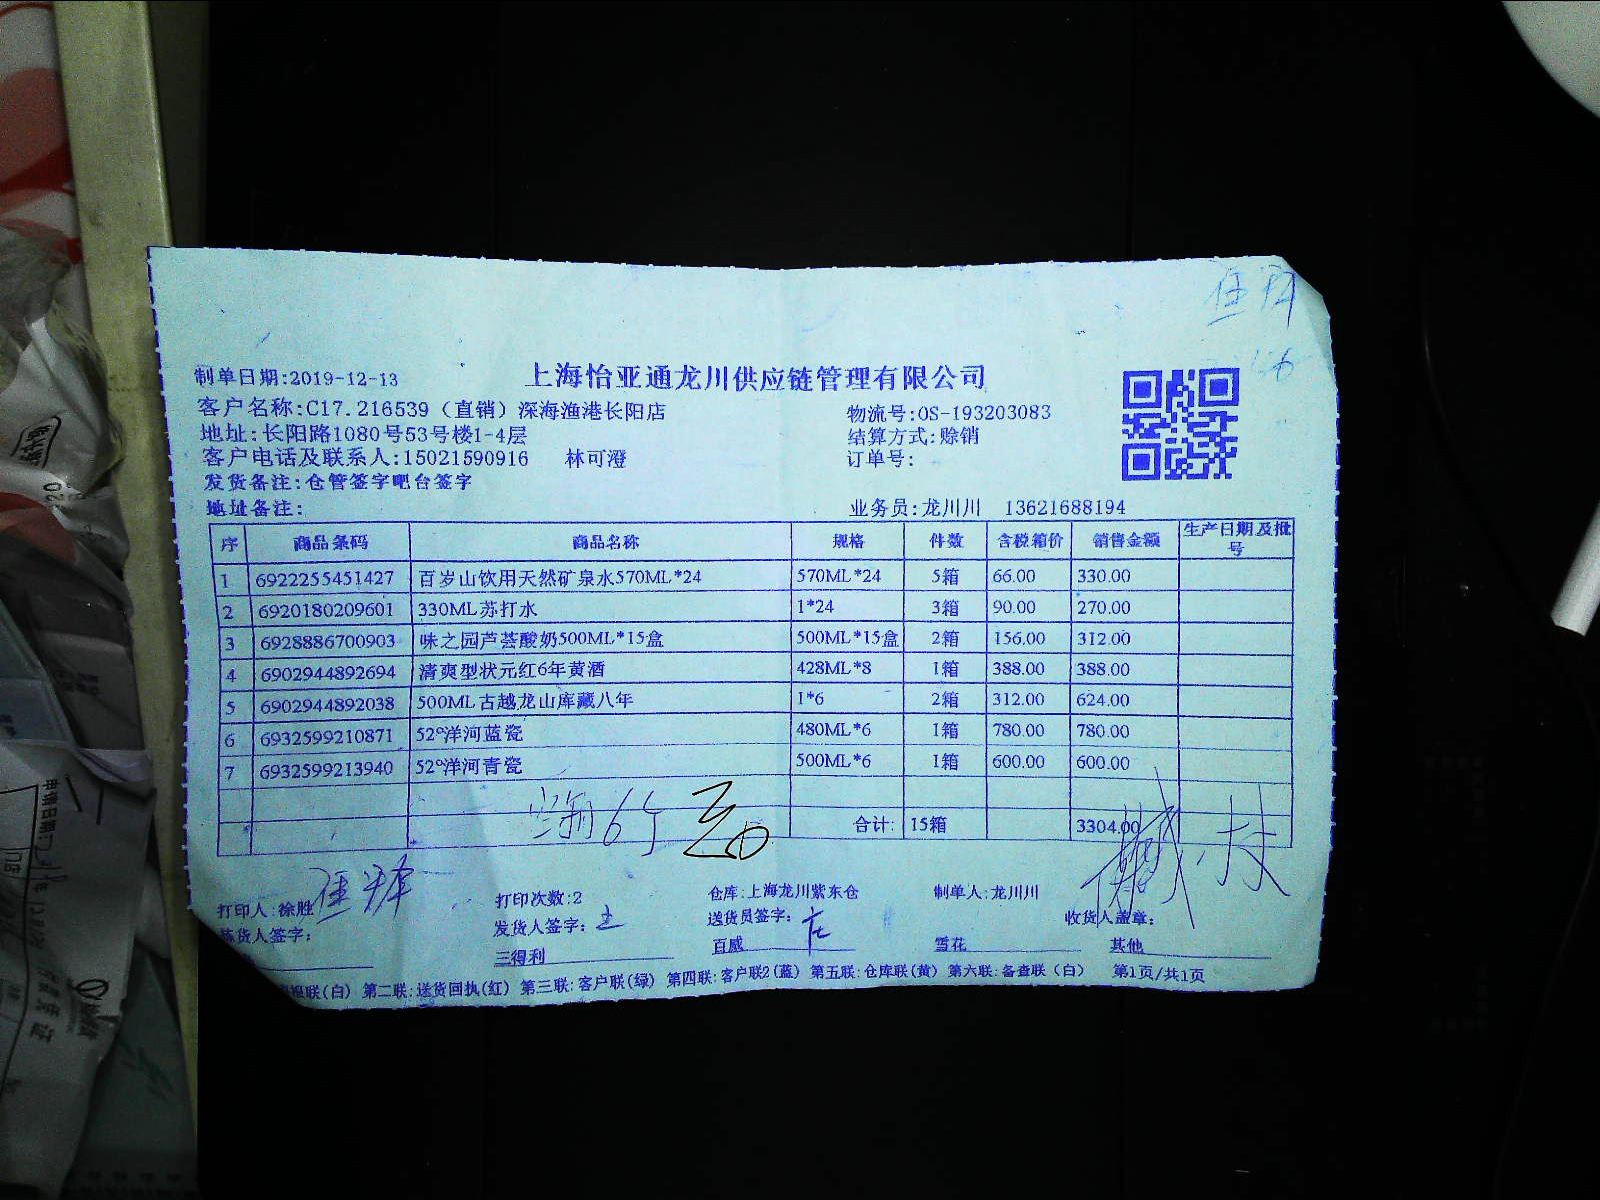 制单日期:2019-12-13
上海怡亚通龙川供应链管理有限公司
客户名称:C17.216539（直销）深海渔港长阳店
物流号:OS-193203083
地址:长阳路1080号53号楼1-4层
结算方式:赊销
客户电话及联系人:15021590916 林可澄
订单号:
发货备注:仓管签字吧台签字
地址备注:
业务员:龙川川 13621688194
序 商品条码 商品名称 规格 件数 含税箱价 销售金额 生产日期及批号
1 6922255451427 百岁山饮用天然矿泉水570ML*24 570ML*24 5箱 66.00 330.00
2 6920180209601 330ML苏打水 1*24 3箱 90.00 270.00
3 6928886700903 味之园芦荟酸奶500ML*15盒 500ML*15盒 2箱 156.00 312.00
4 6902944892694 清爽型状元红6年黄酒 428ML*8 1箱 388.00 388.00
5 6902944892038 500ML古越龙山库藏八年 1*6 2箱 312.00 624.00
6 6932599210871 52°洋河蓝瓷 480ML*6 1箱 780.00 780.00
7 6932599213940 52°洋河青瓷 500ML*6 1箱 600.00 600.00
合计: 15箱 3304.00
打印人:徐胜 打印次数:2 仓库:上海龙川紫东仓 制单人:龙川川
拣货人签字: 发货人签字: 送货员签字: 收货人盖章:
三得利 百威 雪花 其他
联(白) 第二联:送货回执(红) 第三联:客户联(绿) 第四联:客户联2(蓝) 第五联:仓库联(黄) 第六联:备查联(白) 第1页/共1页